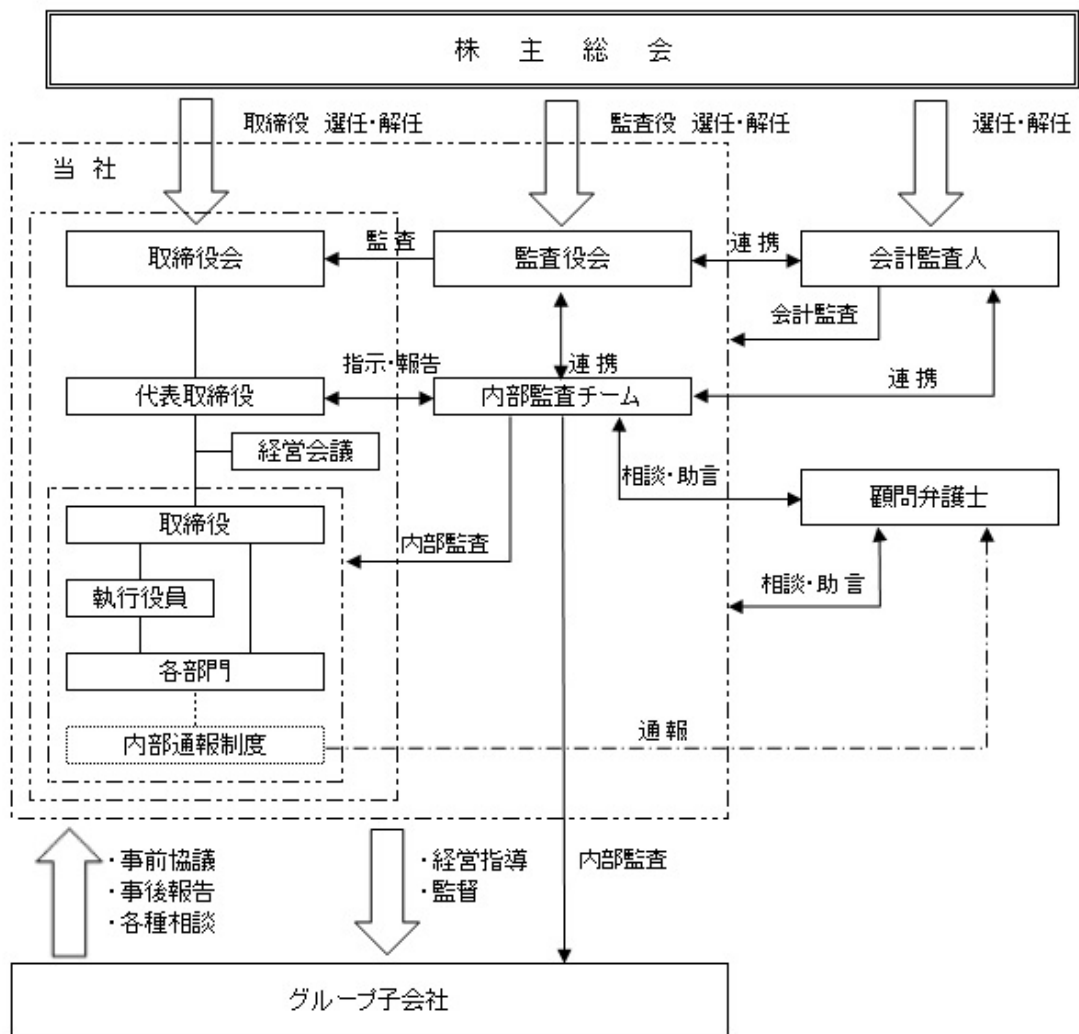 株主総会
取締役 選任・解任
監査役 選任・解任
選任・解任
当社
取締役会
監査
監査役会
連携
会計監査人
会計監査
指示・報告
連携
連携
代表取締役
内部監査チーム
経営会議
相談・助言
顧問弁護士
取締役
内部監査
執行役員
相談・助言
各部門
内部通報制度
通報
・事前協議
・事後報告
・各種相談
・経営指導
・監督
内部監査
グループ子会社